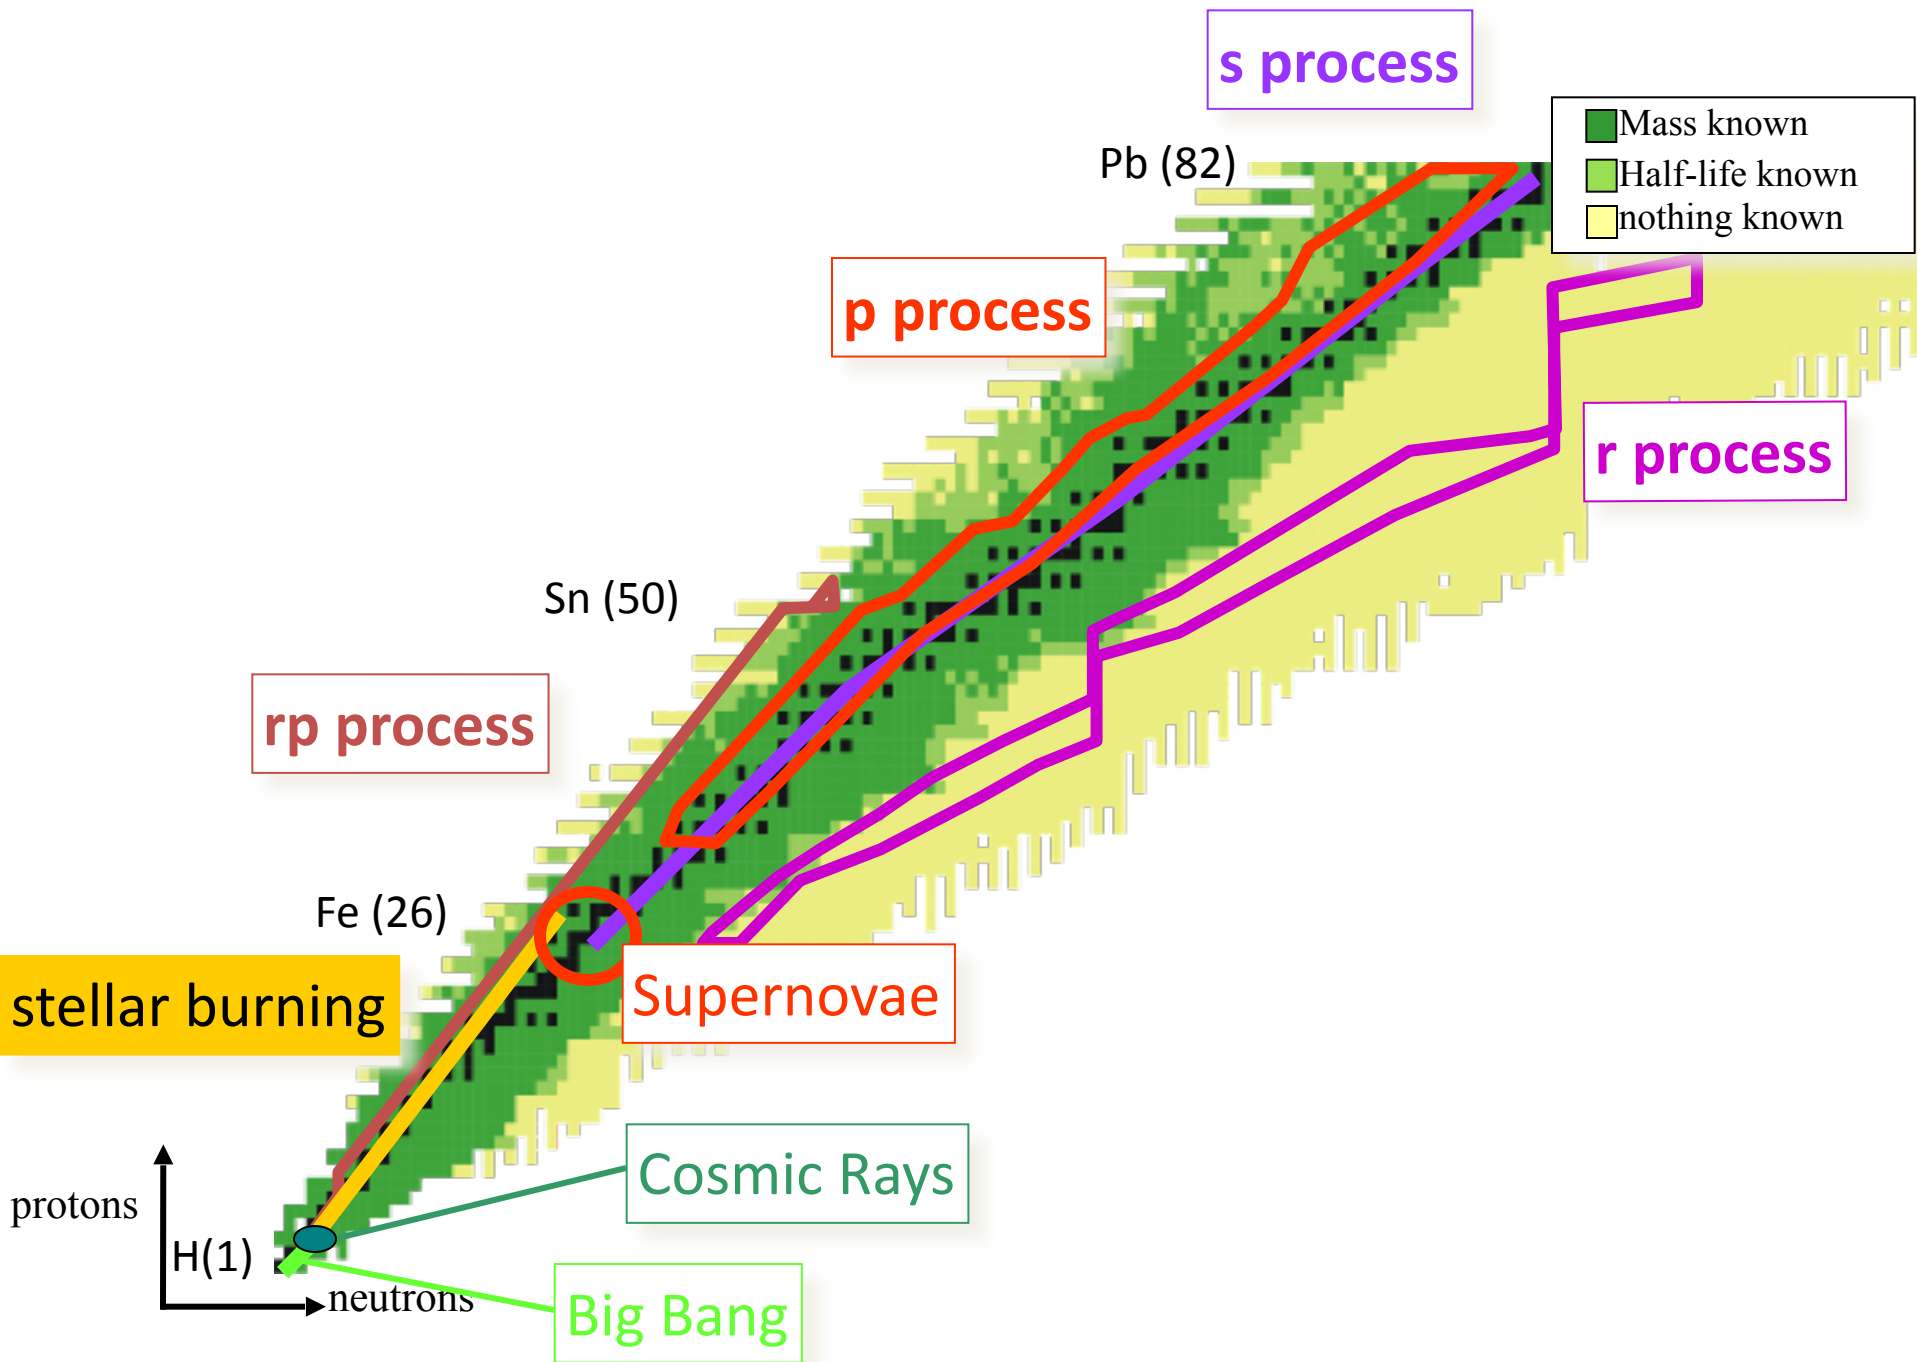 s process
Mass known
Half-life known
nothing known
Pb (82)
p process
r process
Sn (50)
rp process
Fe (26)
stellar burning
Supernovae
Cosmic Rays
protons
H(1)
neutrons
Big Bang